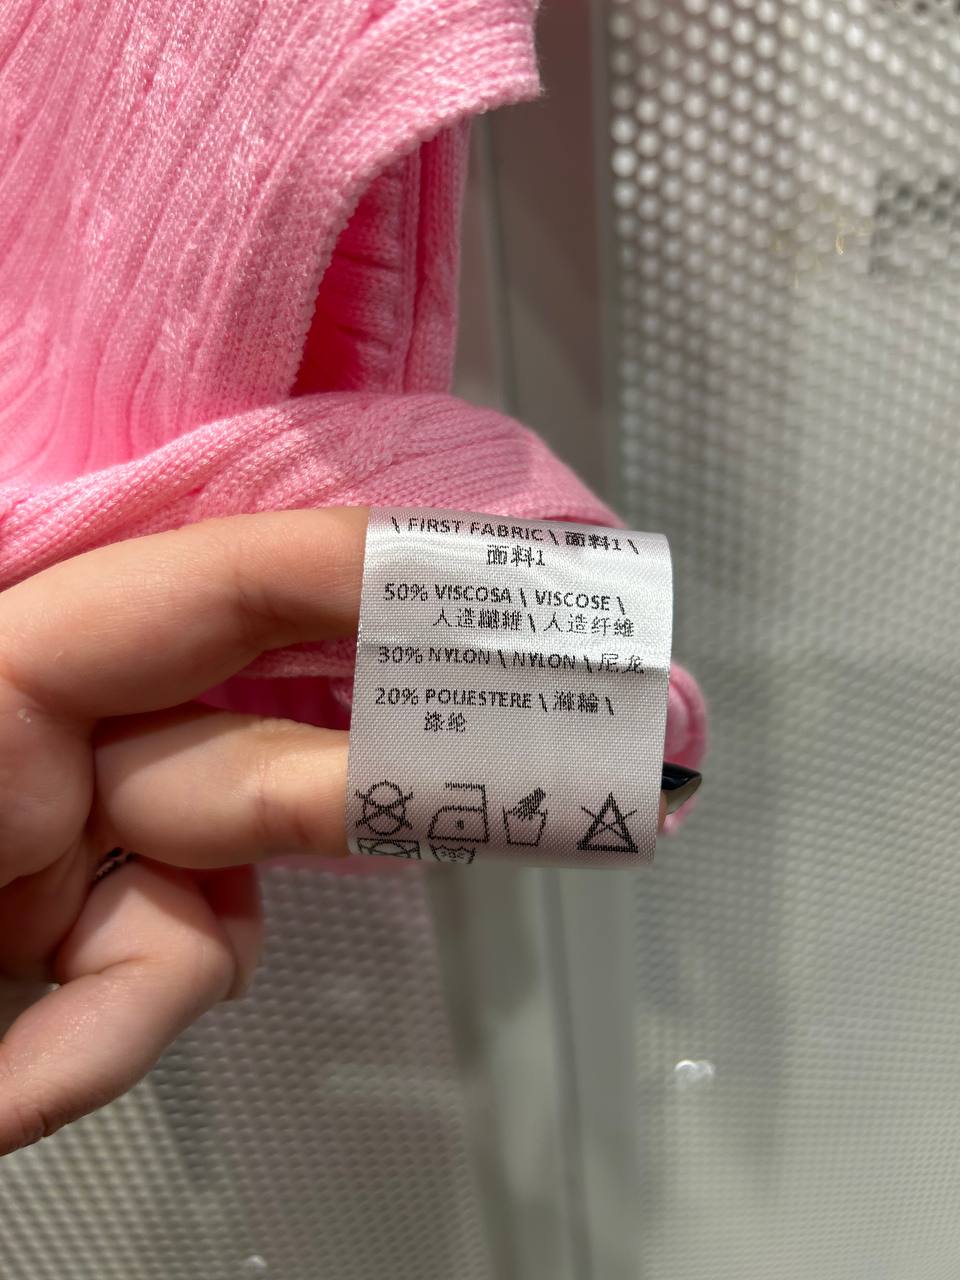 \ FIRST FABRIC \ 面料1 \
面料1
50% VISCOSA \ VISCOSE \
人造纖維 \ 人造纤维
30% NYLON \ NYLON \ 尼龙
20% POLIESTERE \ 滌綸 \
涤纶